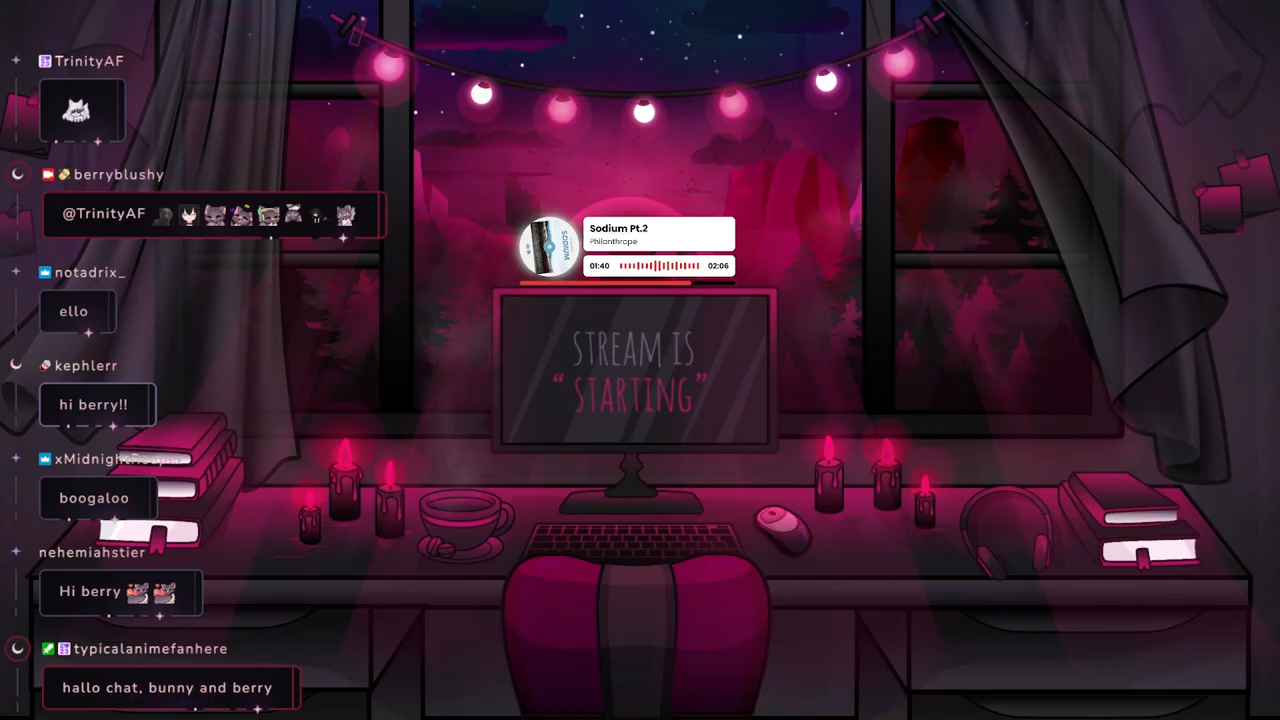 TrinityAF
berryblushy
@TrinityAF
notadrix_
ello
kephlerr
hi berry!!
boogaloo
nehemiahstier
Hi berry
typicalanimefanhere
hallo chat, bunny and berry
Sodium Pt.2
Philanthrope
01:40
02:06
SODIUM
STREAM IS
“ STARTING”